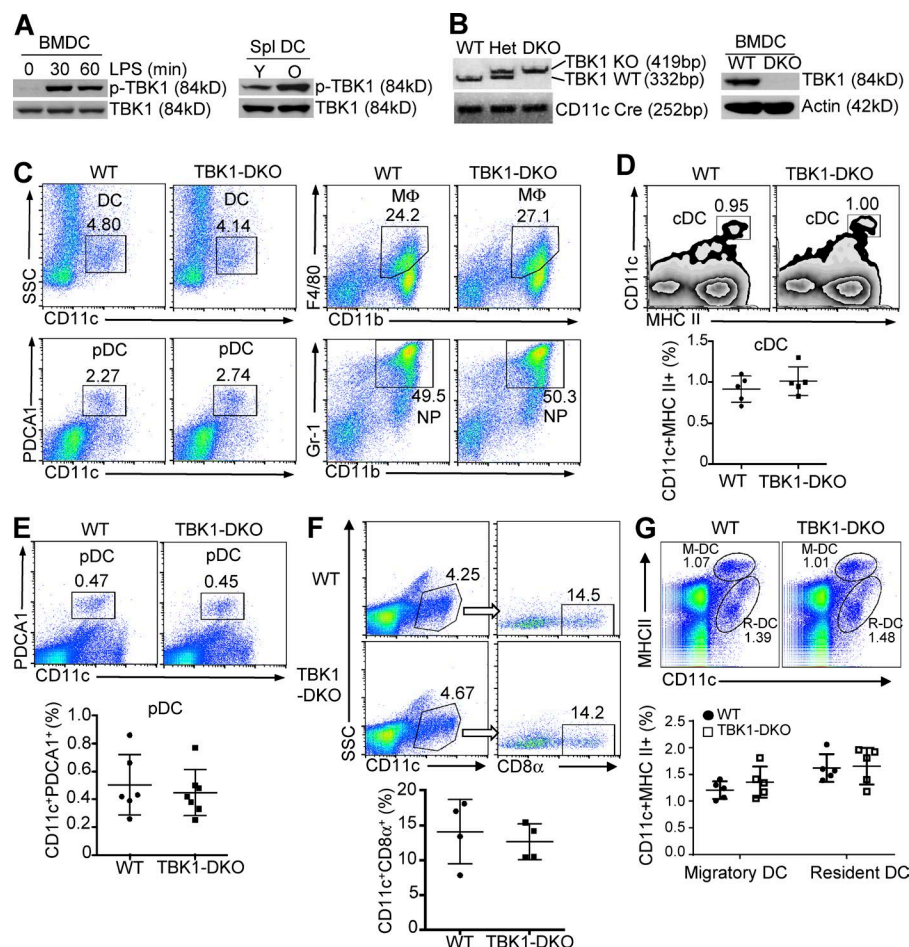 A
BMDC
0 30 60 LPS (min)
p-TBK1 (84kD)
TBK1 (84kD)
Spl DC
Y O
p-TBK1 (84kD)
TBK1 (84kD)
B
WT Het DKO
TBK1 KO (419bp)
TBK1 WT (332bp)
CD11c Cre (252bp)
BMDC
WT DKO
TBK1 (84kD)
Actin (42kD)
C
WT TBK1-DKO
DC DC
4.80 4.14
SSC
CD11c
WT TBK1-DKO
MΦ MΦ
24.2 27.1
F4/80
CD11b
pDC pDC
2.27 2.74
PDCA1
CD11c
49.5 50.3
NP NP
Gr-1
CD11b
D
WT TBK1-DKO
0.95 1.00
cDC cDC
CD11c
MHC II
cDC
CD11c+MHC II+ (%)
1.5
1.0
0.5
0.0
WT TBK1-DKO
E
WT TBK1-DKO
pDC pDC
0.47 0.45
PDCA1
CD11c
pDC
CD11c+PDCA1+ (%)
1.0
0.8
0.6
0.4
0.2
0
WT TBK1-DKO
F
WT
4.25 14.5
TBK1
-DKO
4.67 14.2
SSC
CD11c CD8α
CD11c+CD8α+ (%)
20
15
10
5
0
WT TBK1-DKO
G
WT TBK1-DKO
M-DC M-DC
1.07 1.01
R-DC R-DC
1.39 1.48
MHCII
CD11c
WT
TBK1-DKO
CD11c+MHC II+ (%)
2.5
2.0
1.5
1.0
0.5
0
Migratory DC Resident DC